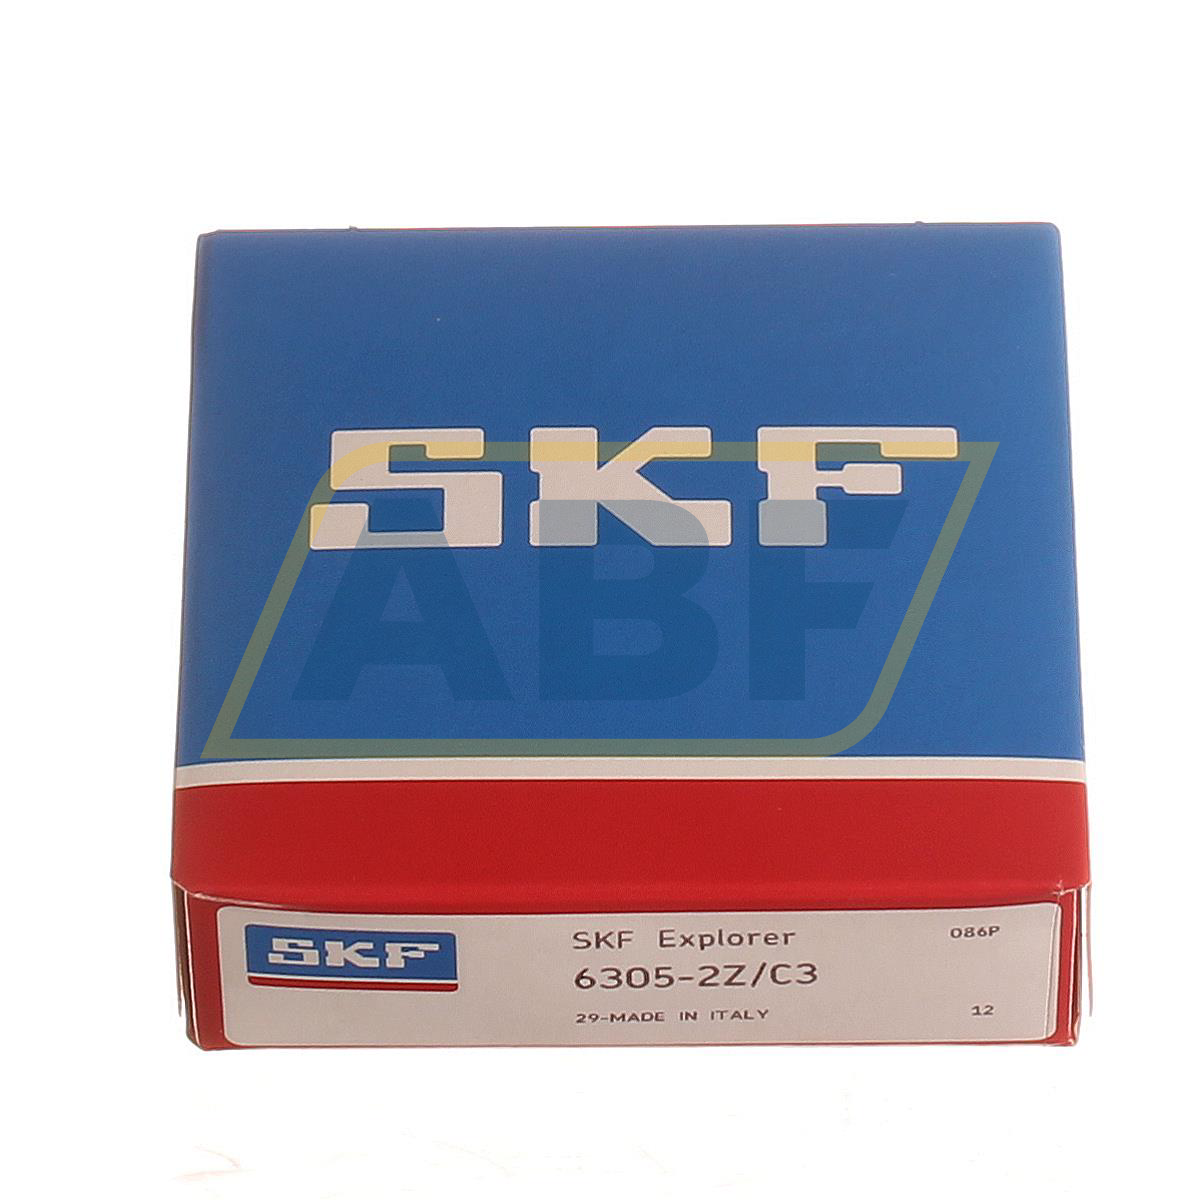 SKF
ABF
SKF
SKF Explorer
086P
6305-2Z/C3
29-MADE IN ITALY
12